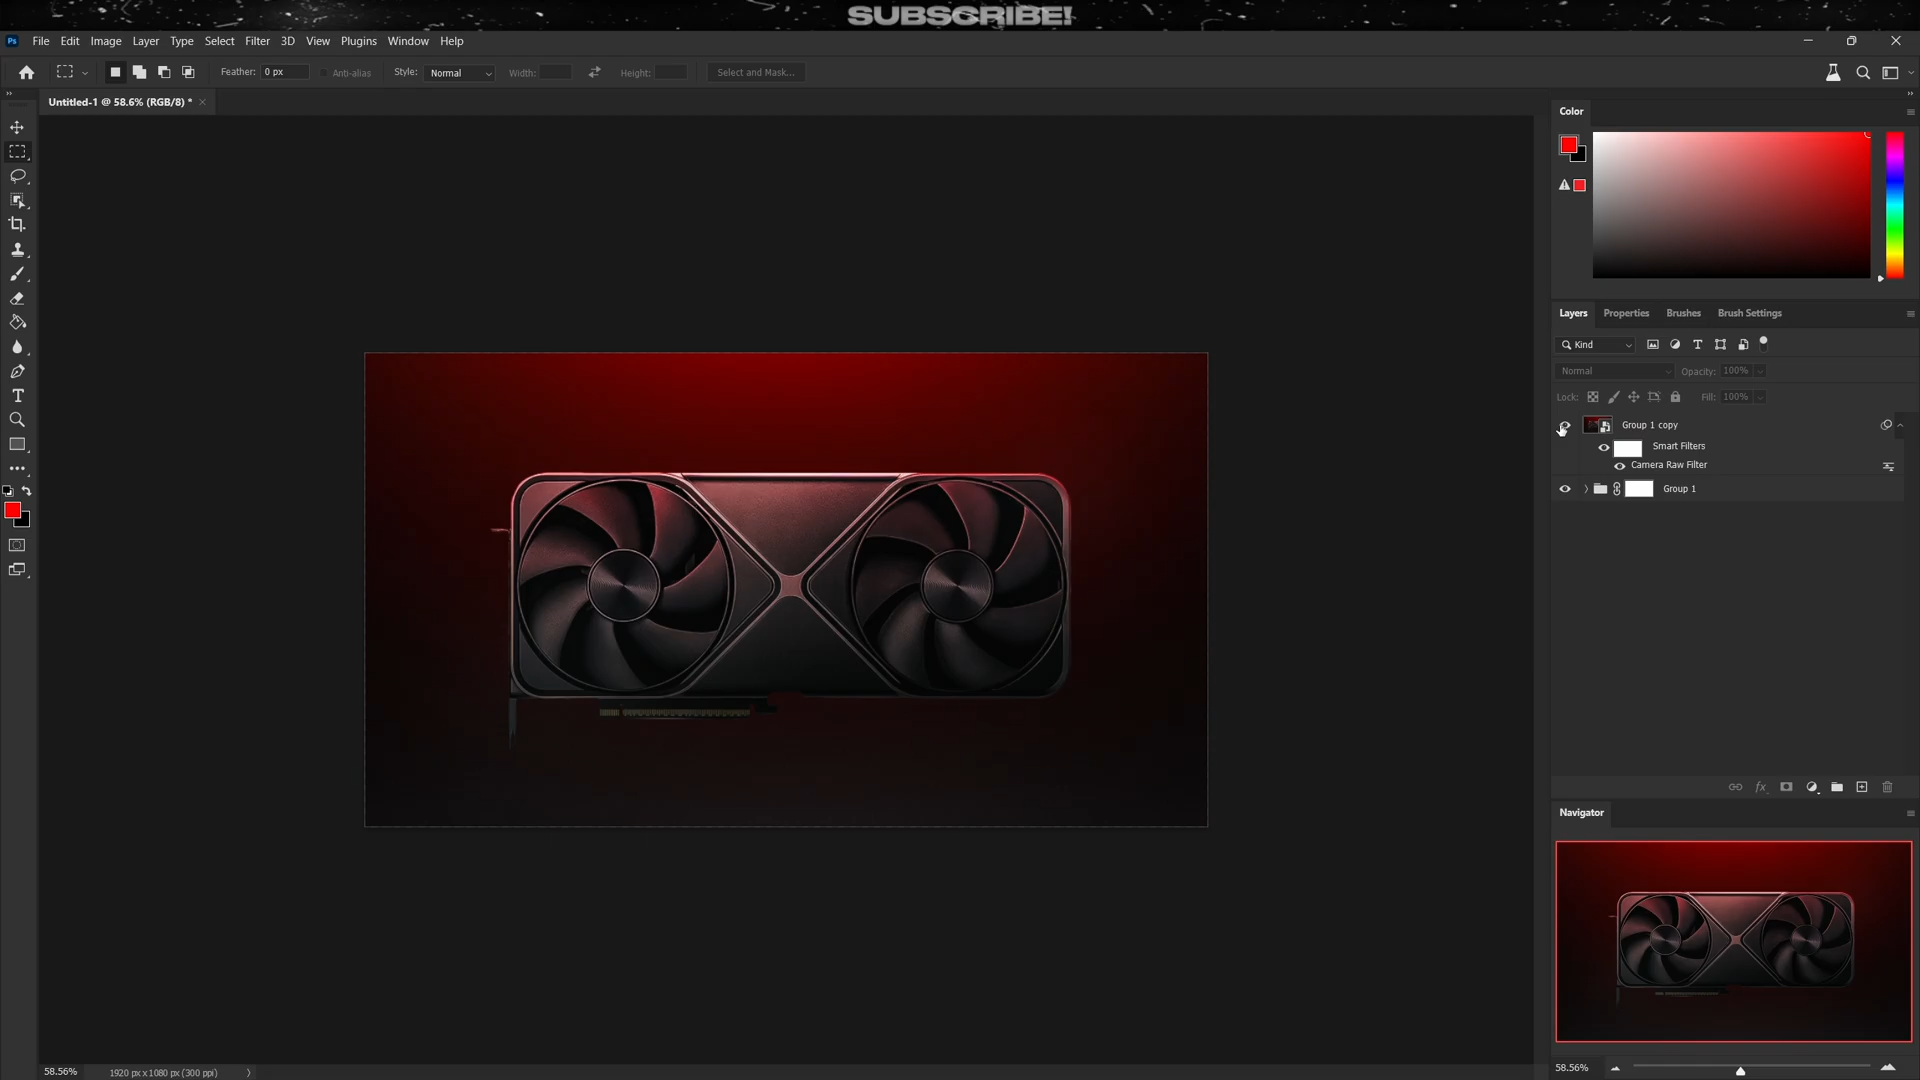 SUBSCRIBE!
Ps File Edit Image Layer Type Select Filter 3D View Plugins Window Help
Feather: 0 px Anti-alias Style: Normal Width: Height: Select and Mask...
Untitled-1 @ 58.6% (RGB/8) *
Color
Layers Properties Brushes Brush Settings
Kind
Normal Opacity: 100%
Lock: Fill: 100%
Group 1 copy
Smart Filters
Camera Raw Filter
Group 1
fx
Navigator
58.56% 1920 px x 1080 px (300 ppi)
58.56%